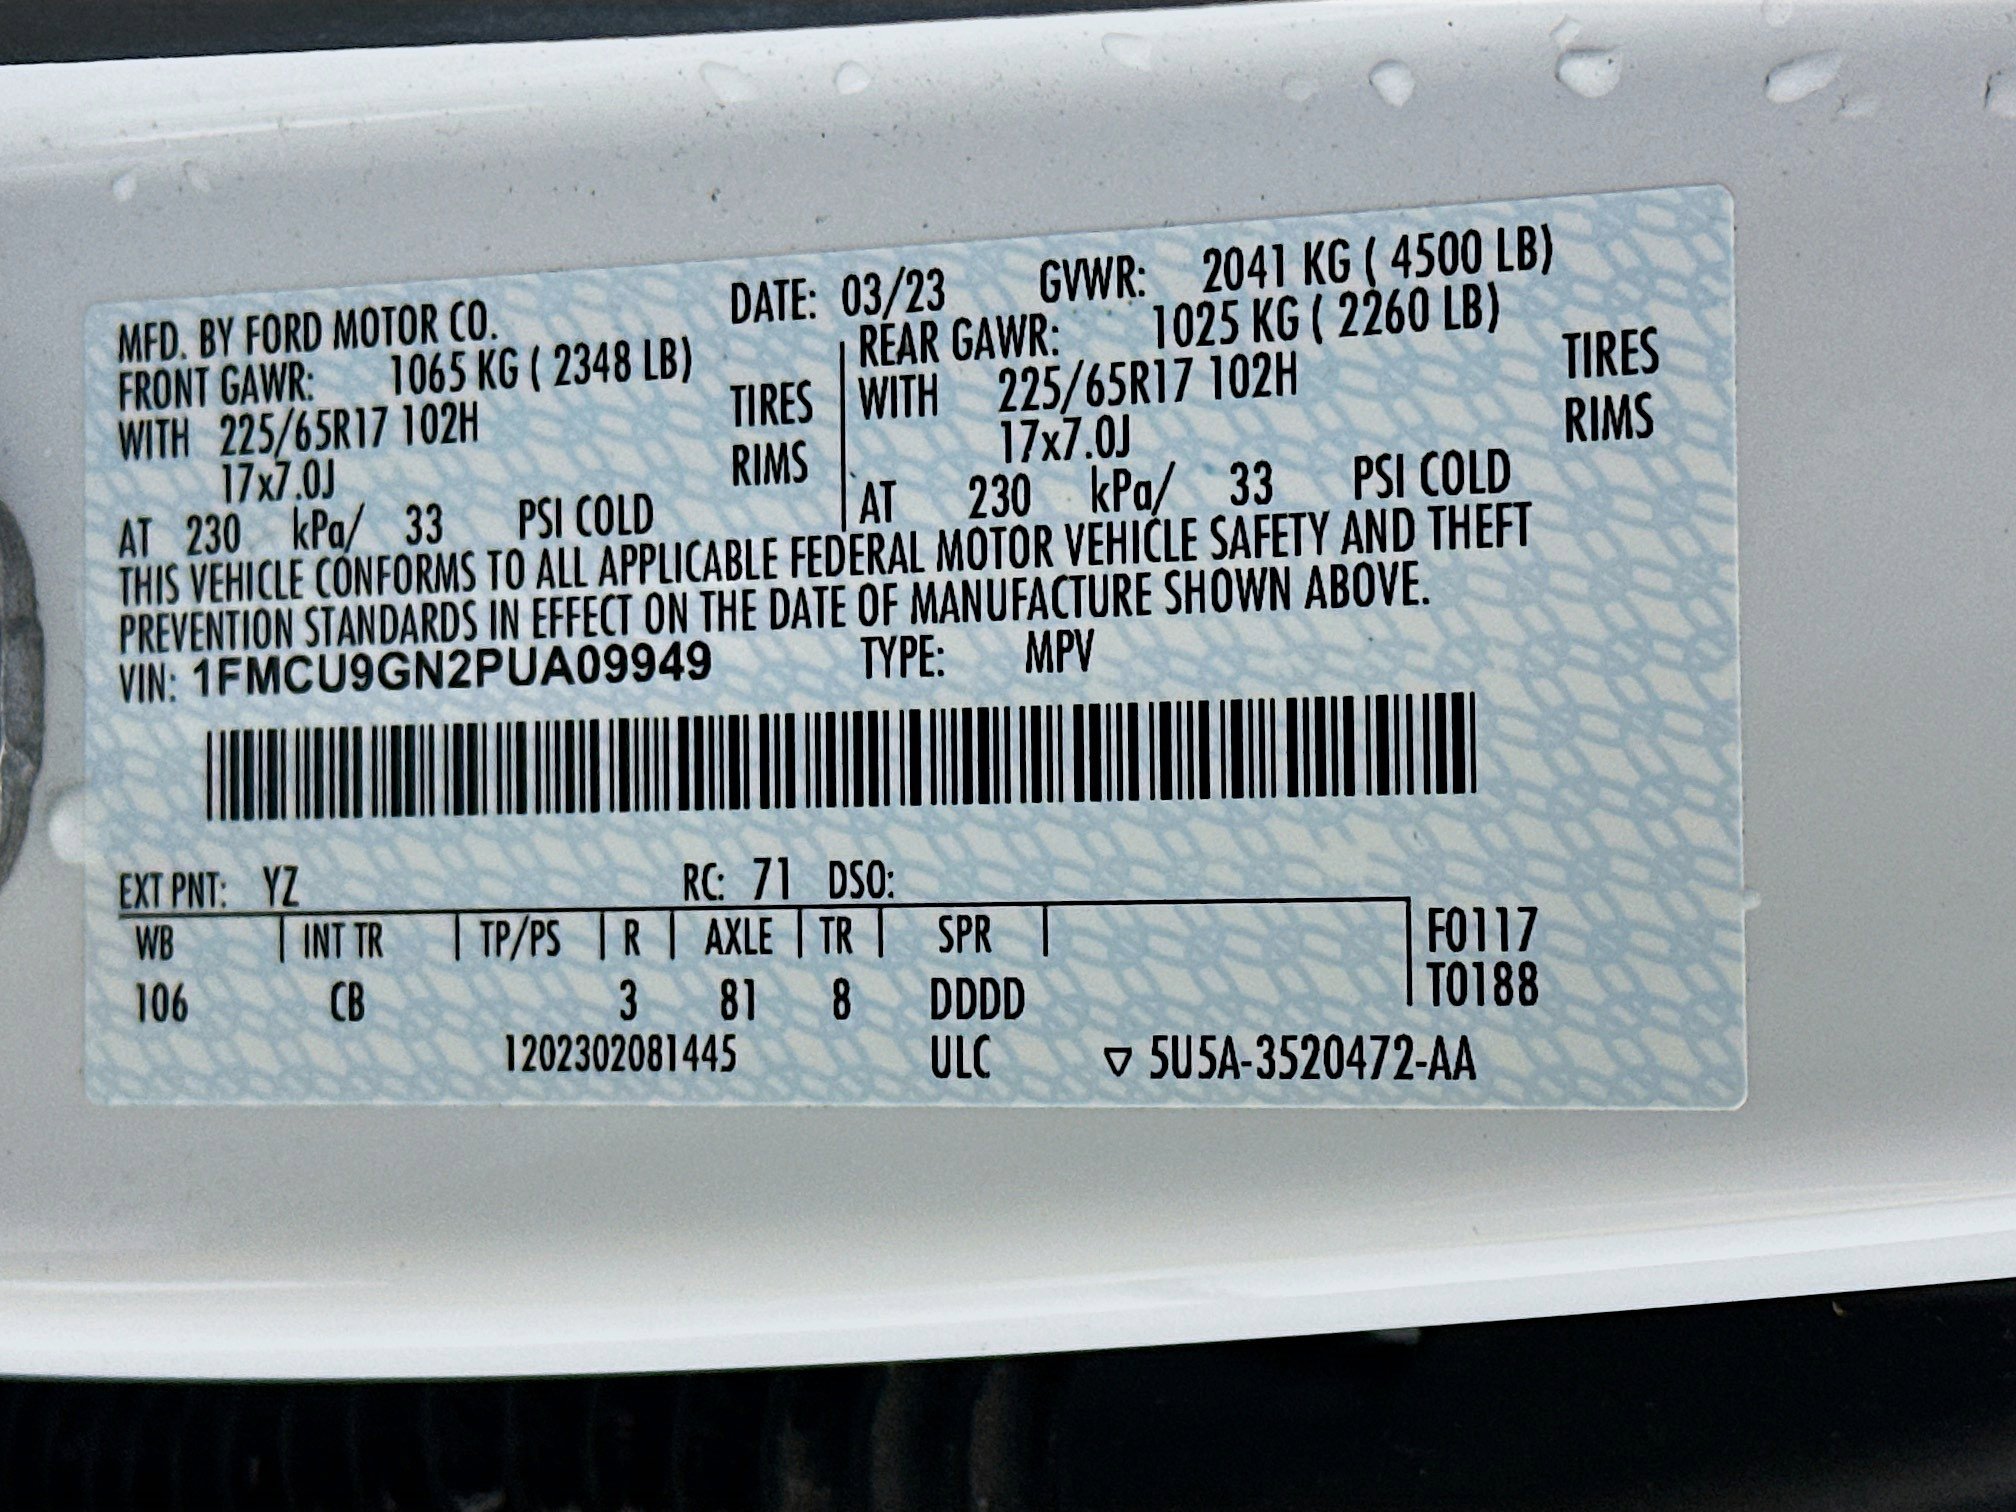 MFD. BY FORD MOTOR CO. DATE: 03/23 GVWR: 2041 KG ( 4500 LB)
FRONT GAWR: 1065 KG ( 2348 LB) REAR GAWR: 1025 KG ( 2260 LB)
WITH 225/65R17 102H TIRES WITH 225/65R17 102H TIRES
17x7.0J RIMS 17x7.0J RIMS
AT 230 kPa/ 33 PSI COLD AT 230 kPa/ 33 PSI COLD
THIS VEHICLE CONFORMS TO ALL APPLICABLE FEDERAL MOTOR VEHICLE SAFETY AND THEFT
PREVENTION STANDARDS IN EFFECT ON THE DATE OF MANUFACTURE SHOWN ABOVE.
VIN: 1FMCU9GN2PUA09949 TYPE: MPV
EXT PNT: YZ RC: 71 DSO:
WB INT TR TP/PS R AXLE TR SPR F0117
106 CB 3 81 8 DDDD T0188
1202302081445 ULC ▽ 5U5A-3520472-AA